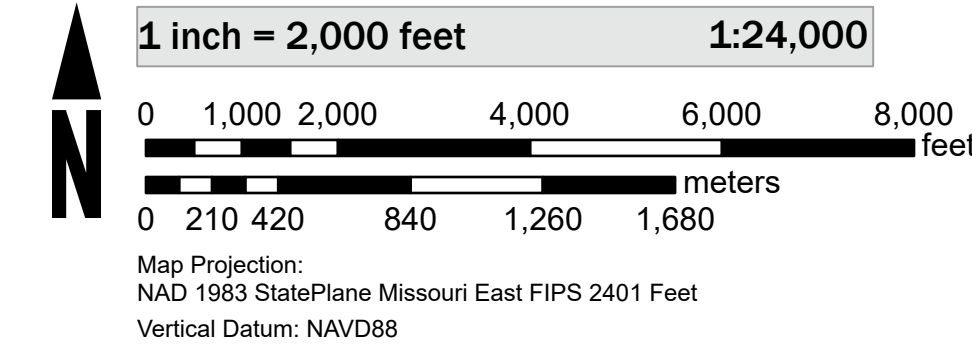 N
1 inch = 2,000 feet 1:24,000
0 1,000 2,000 4,000 6,000 8,000
feet
meters
0 210 420 840 1,260 1,680
Map Projection:
NAD 1983 StatePlane Missouri East FIPS 2401 Feet
Vertical Datum: NAVD88